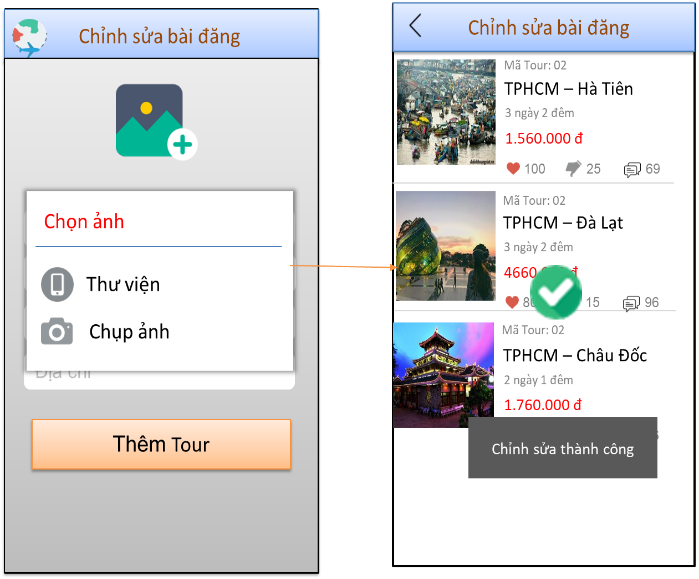 Chỉnh sửa bài đăng
Chọn ảnh
Thư viện
Chụp ảnh
Địa chỉ
Thêm Tour
Chỉnh sửa bài đăng
Mã Tour: 02
TPHCM – Hà Tiên
3 ngày 2 đêm
1.560.000 đ
100 25 69
Mã Tour: 02
TPHCM – Đà Lạt
3 ngày 2 đêm
4660 đ
15 96
Mã Tour: 02
TPHCM – Châu Đốc
2 ngày 1 đêm
1.760.000 đ
Chỉnh sửa thành công